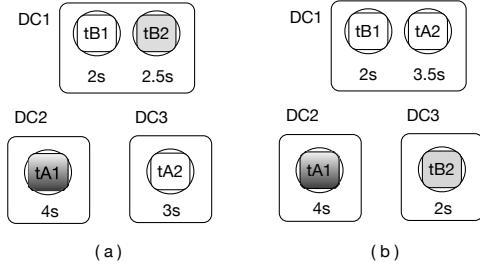 DC1
tB1 tB2
2s 2.5s
DC2 DC3
tA1 tA2
4s 3s
( a )
DC1
tB1 tA2
2s 3.5s
DC2 DC3
tA1 tB2
4s 2s
( b )